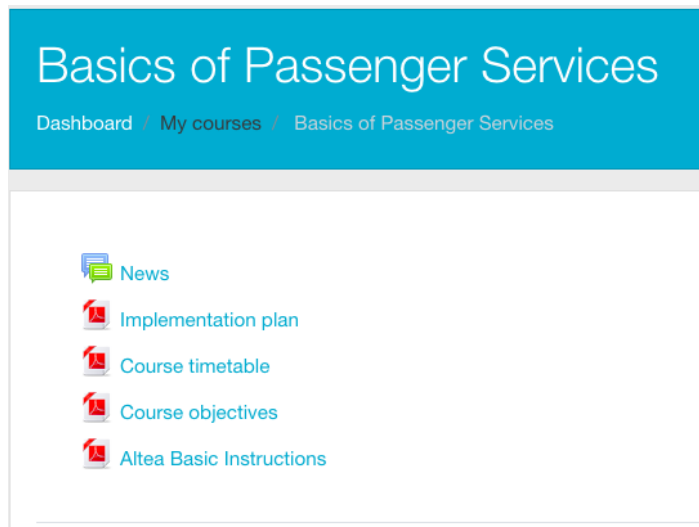 Basics of Passenger Services
Dashboard / My courses / Basics of Passenger Services
News
Implementation plan
Course timetable
Course objectives
Altea Basic Instructions